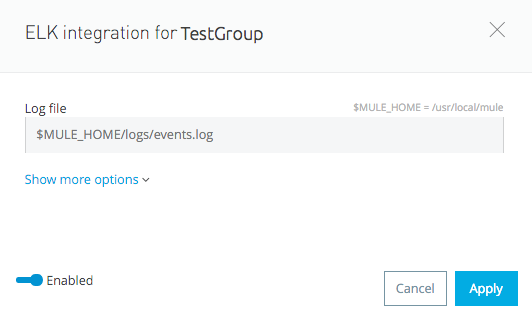 ELK integration for TestGroup
Log file
$MULE_HOME = /usr/local/mule
$MULE_HOME/logs/events.log
Show more options
Enabled
Cancel
Apply